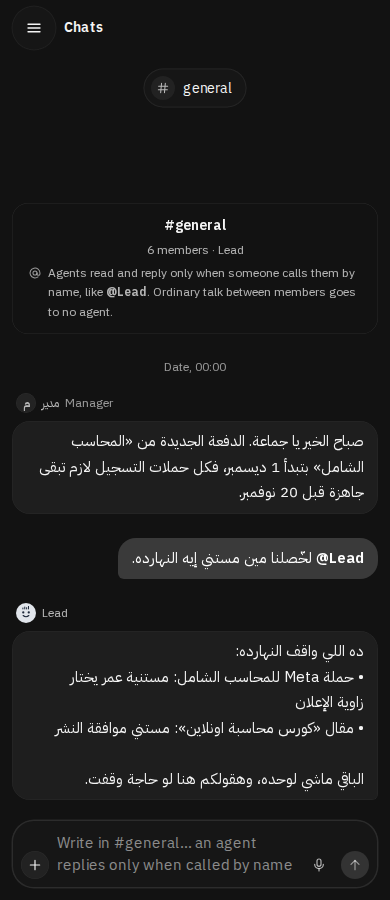 Chats
# general
#general
6 members · Lead
@ Agents read and reply only when someone calls them by
name, like @Lead. Ordinary talk between members goes
to no agent.
Date, 00:00
م مدير Manager
صباح الخير يا جماعة. الدفعة الجديدة من «المحاسب
الشامل» بتبدأ 1 ديسمبر، فكل حملات التسجيل لازم تبقى
جاهزة قبل 20 نوفمبر.
@Lead لخّصلنا مين مستني إيه النهارده.
Lead
ده اللي واقف النهارده:
• حملة Meta للمحاسب الشامل: مستنية عمر يختار
زاوية الإعلان
• مقال «كورس محاسبة اونلاين»: مستني موافقة النشر
الباقي ماشي لوحده، وهقولكم هنا لو حاجة وقفت.
Write in #general... an agent
replies only when called by name